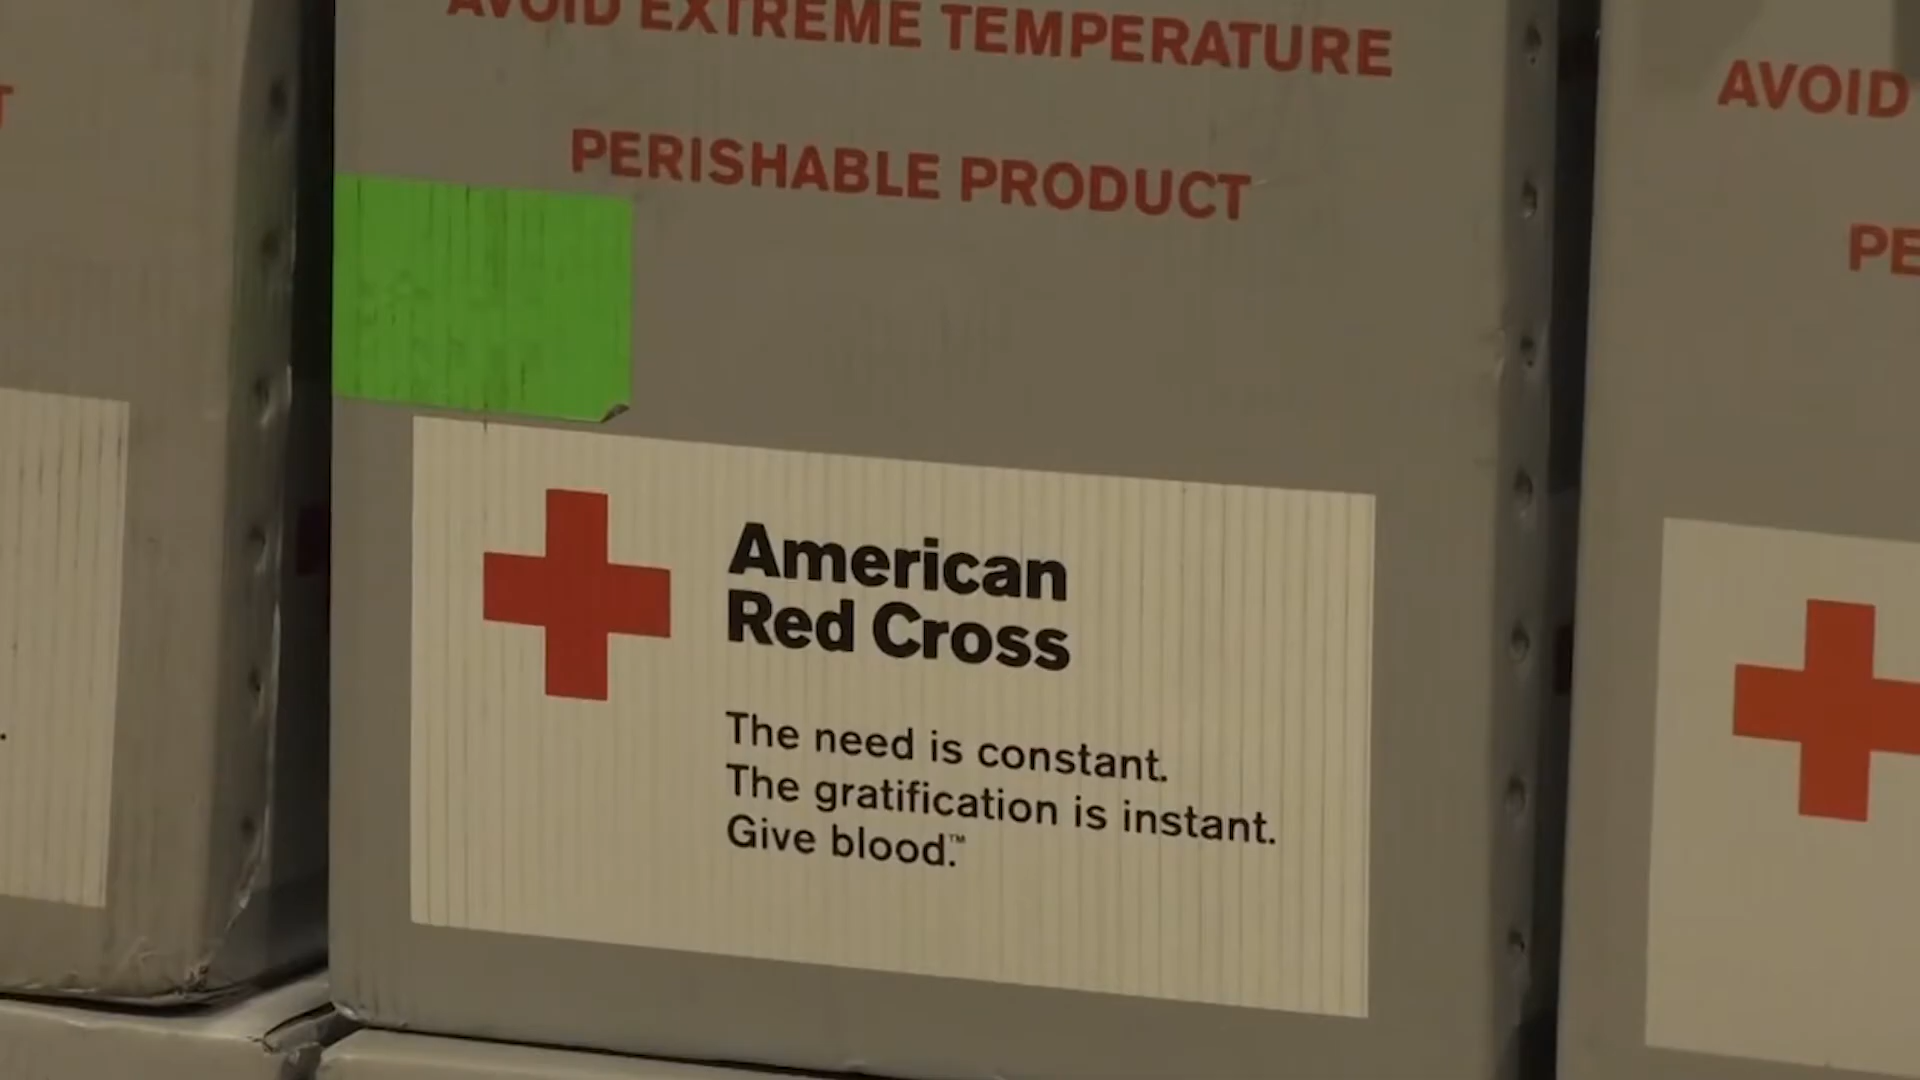 AVOID EXTREME TEMPERATURE
PERISHABLE PRODUCT
American
Red Cross
The need is constant.
The gratification is instant.
Give blood.™
AVOID
PE
T